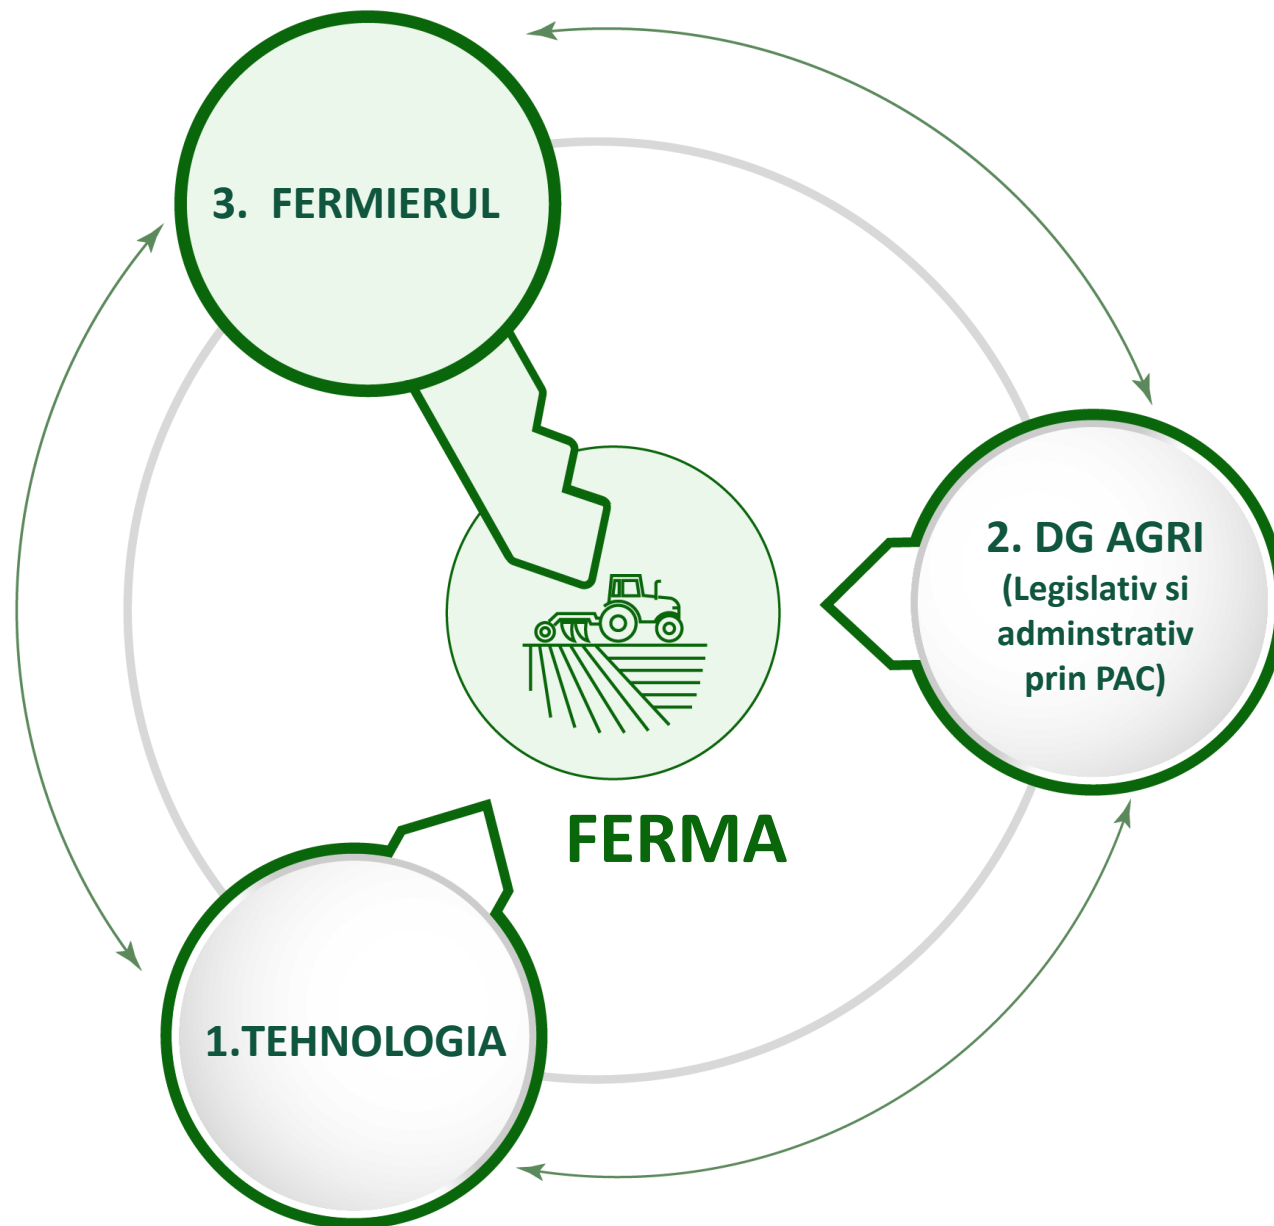 3. FERMIERUL
2. DG AGRI
(Legislativ si
adminstrativ
prin PAC)
FERMA
1.TEHNOLOGIA